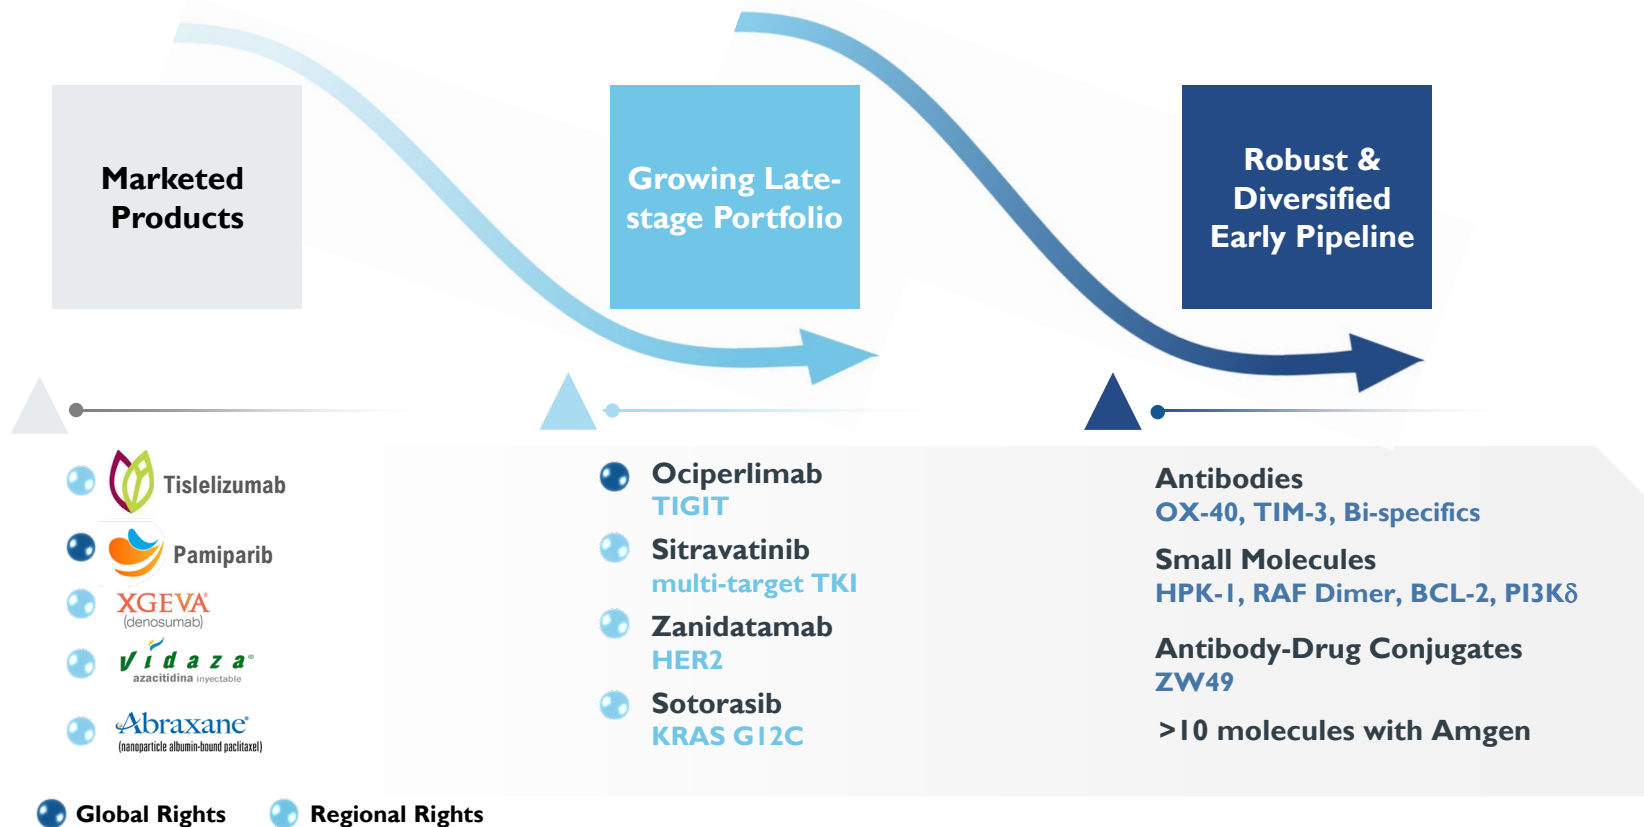 Marketed
Products
Growing Late-
stage Portfolio
Robust &
Diversified
Early Pipeline
Tislelizumab
Pamiparib
XGEVA®
(denosumab)
Vidaza®
azacitidina inyectable
Abraxane®
(nanoparticle albumin-bound paclitaxel)
Ociperlimab
TIGIT
Sitravatinib
multi-target TKI
Zanidatamab
HER2
Sotorasib
KRAS G12C
Antibodies
OX-40, TIM-3, Bi-specifics
Small Molecules
HPK-1, RAF Dimer, BCL-2, PI3Kδ
Antibody-Drug Conjugates
ZW49
>10 molecules with Amgen
Global Rights
Regional Rights